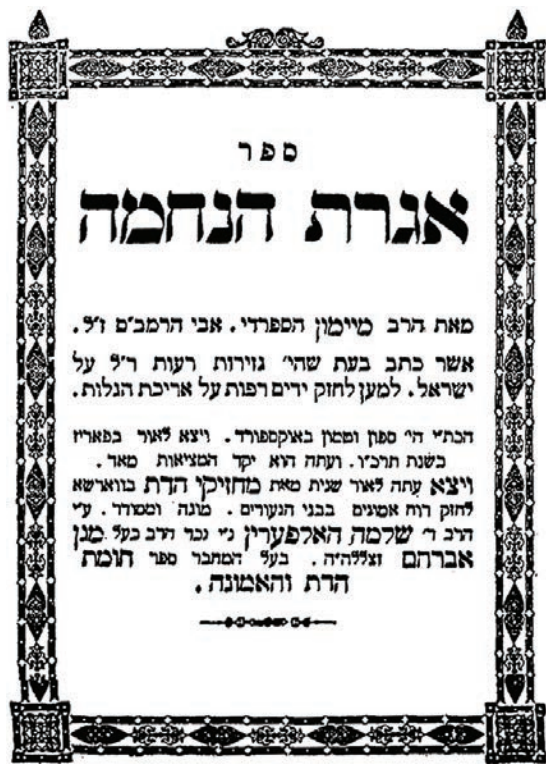 ספר
אגרת הנחמה
מאת הרב מיימון הספרדי. אבי הרמב"ם ז"ל.
אשר כתב בעת שהי' גזירות רעות ר"ל על
ישראל. למען לחזק ידים רפות על אריכת הגלות.
הכת"י הי' ספון וטמון באוקספורד. ויצא לאור בפאריז
בשנת תרכ"ו. ועתה הוא יקר המציאות מאד.
ויצא עתה לאור שנית מאת מחזיקי הדת בווארשא
לחזק רוח אמונים בבני הנעורים. מוגה ומסודר. ע"י
הרב ר' שלמה האלפערין נ"י נכד הרב בעל מגן
אברהם זצללה"ה. בעל המחבר ספר חומת
הדת והאמונה.